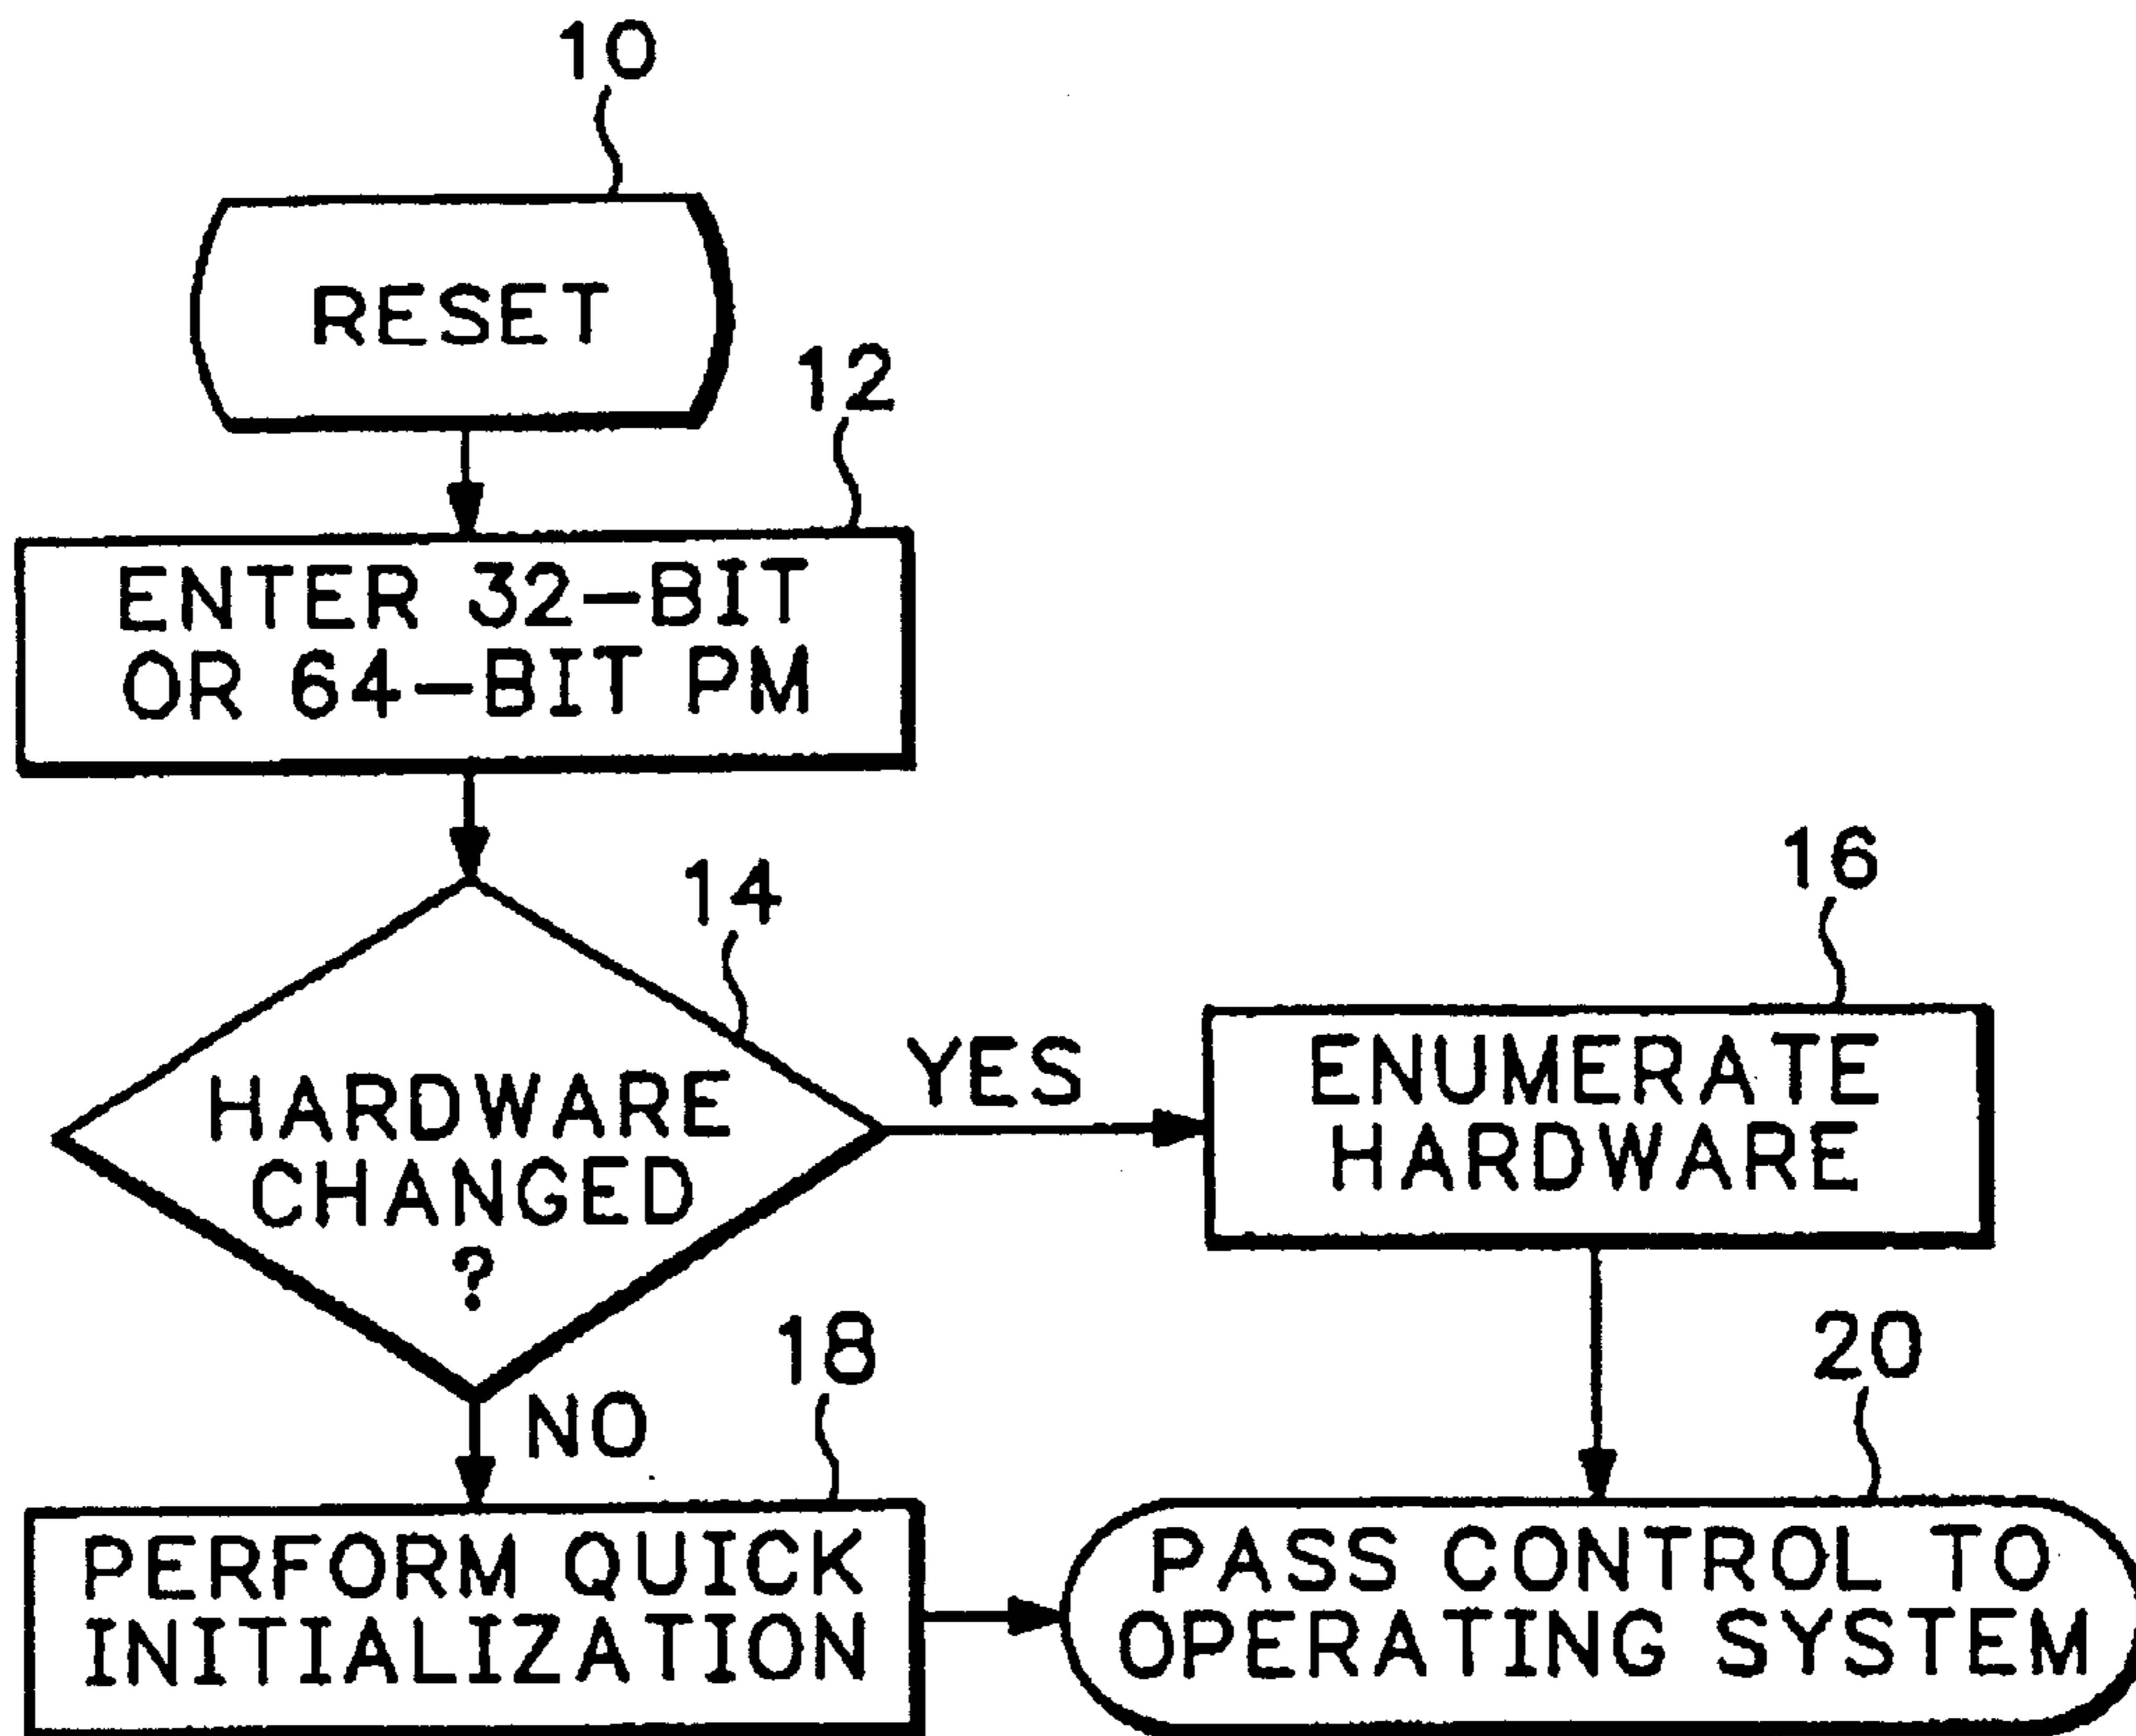 10
RESET
12
ENTER 32-BIT
OR 64-BIT PM
14
HARDWARE
CHANGED
?
YES
16
ENUMERATE
HARDWARE
NO
18
PERFORM QUICK
INITIALIZATION
20
PASS CONTROL TO
OPERATING SYSTEM